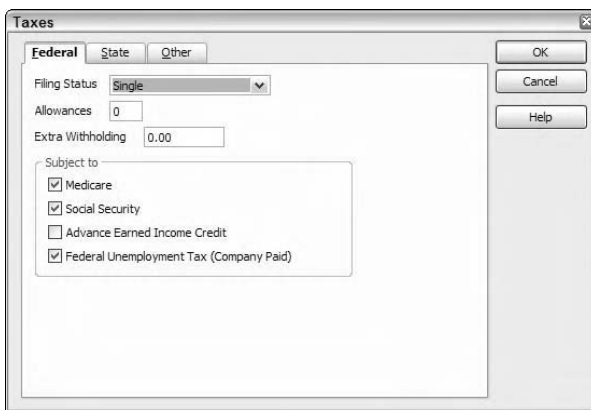 Taxes
Federal State Other
OK
Filing Status Single
Cancel
Allowances 0
Help
Extra Withholding 0.00
Subject to
Medicare
Social Security
Advance Earned Income Credit
Federal Unemployment Tax (Company Paid)